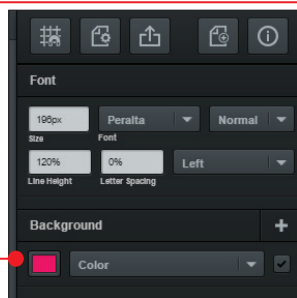 Font
196px Peralta Normal
Size Font
120% 0% Left
Line Height Letter Spacing
Background +
Color